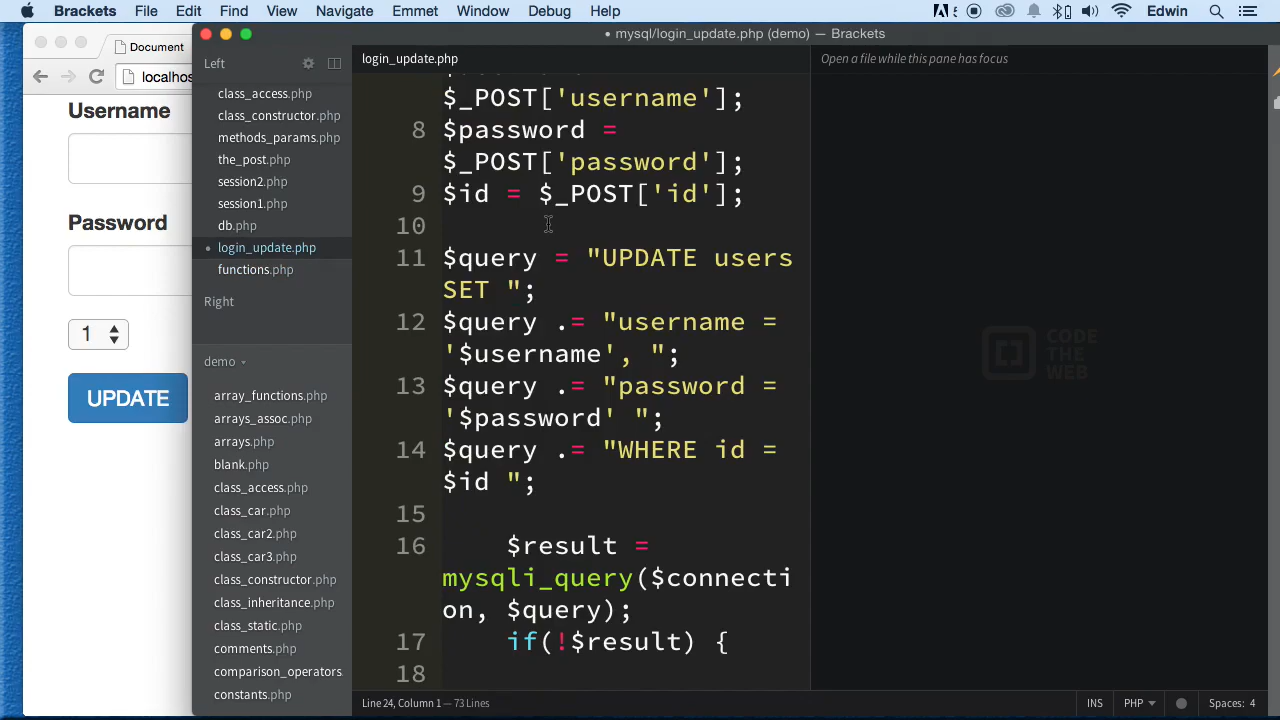 Brackets File Edit Find View Navigate Emmet Window Debug Help
Edwin
mysql/login_update.php (demo) — Brackets
Document
localhos
Username
Password
1
UPDATE
Left
class_access.php
class_constructor.php
methods_params.php
the_post.php
session2.php
session1.php
db.php
login_update.php
functions.php
Right
demo
array_functions.php
arrays_assoc.php
arrays.php
blank.php
class_access.php
class_car.php
class_car2.php
class_car3.php
class_constructor.php
class_inheritance.php
class_static.php
comments.php
comparison_operators
constants.php
login_update.php
$_POST['username'];
8 $password =
$_POST['password'];
9 $id = $_POST['id'];
10
11 $query = "UPDATE users
SET ";
12 $query .= "username =
'$username', ";
13 $query .= "password =
'$password' ";
14 $query .= "WHERE id =
$id ";
15
16 $result =
mysqli_query($connecti
on, $query);
17 if(!$result) {
18
Open a file while this pane has focus
CODE
THE
WEB
Line 24, Column 1 — 73 Lines
INS PHP Spaces: 4